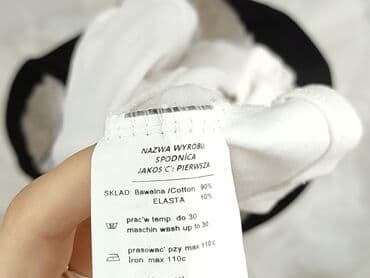 NAZWA WYROBU
SPODNICA
JAKOS'C': PIERWSZA
SKLAD: Bawelna /Cotton 90%
ELASTA 10%
prac'w temp. do 30
maschin wash up to 30
prasowac' pzy max 110c
Iron max 110c